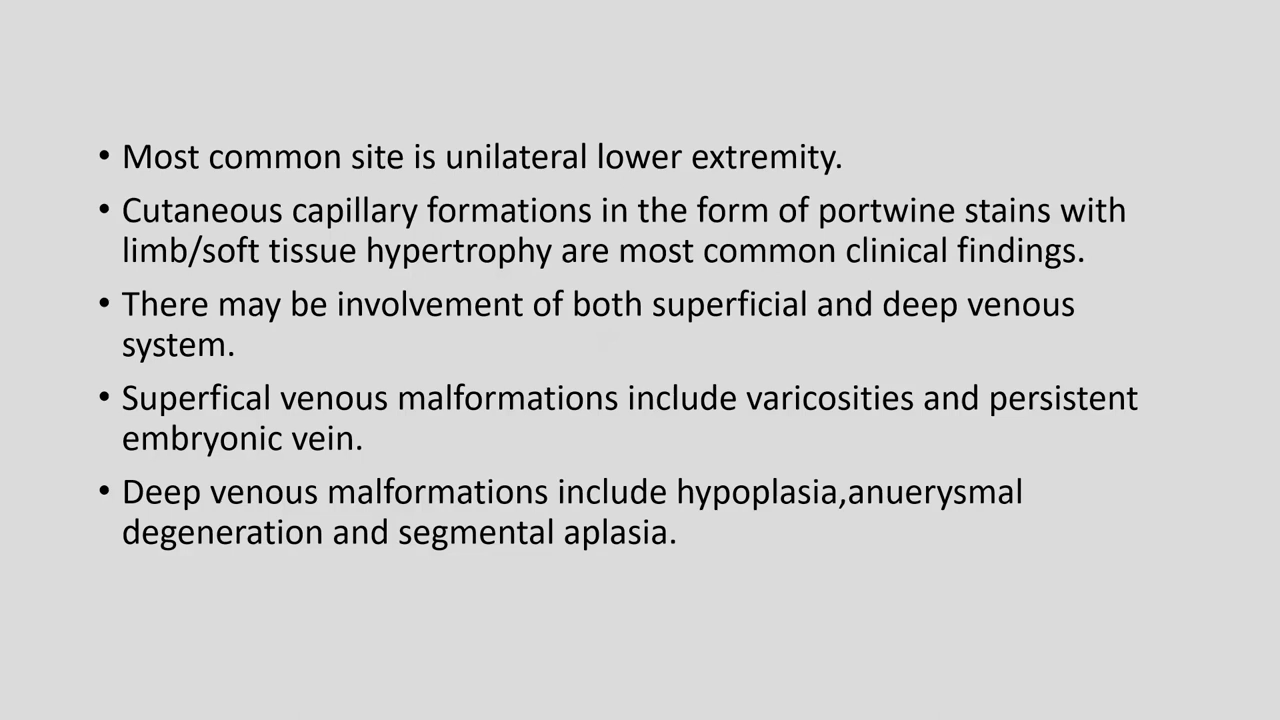 • Most common site is unilateral lower extremity.
• Cutaneous capillary formations in the form of portwine stains with
limb/soft tissue hypertrophy are most common clinical findings.
• There may be involvement of both superficial and deep venous
system.
• Superfical venous malformations include varicosities and persistent
embryonic vein.
• Deep venous malformations include hypoplasia,anuerysmal
degeneration and segmental aplasia.